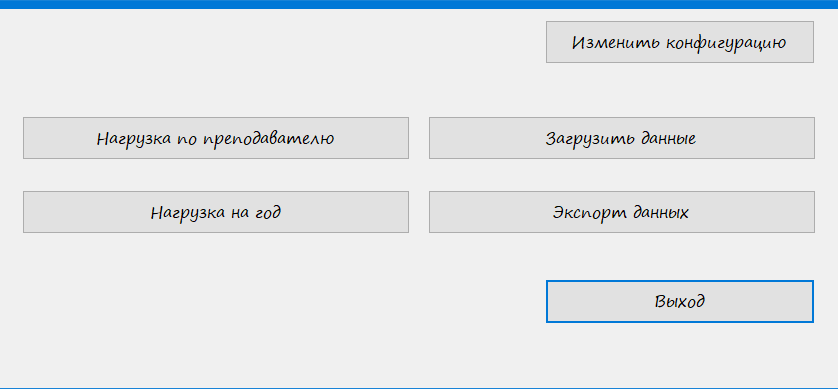 Изменить конфигурацию
Нагрузка по преподавателю
Загрузить данные
Нагрузка на год
Экспорт данных
Выход